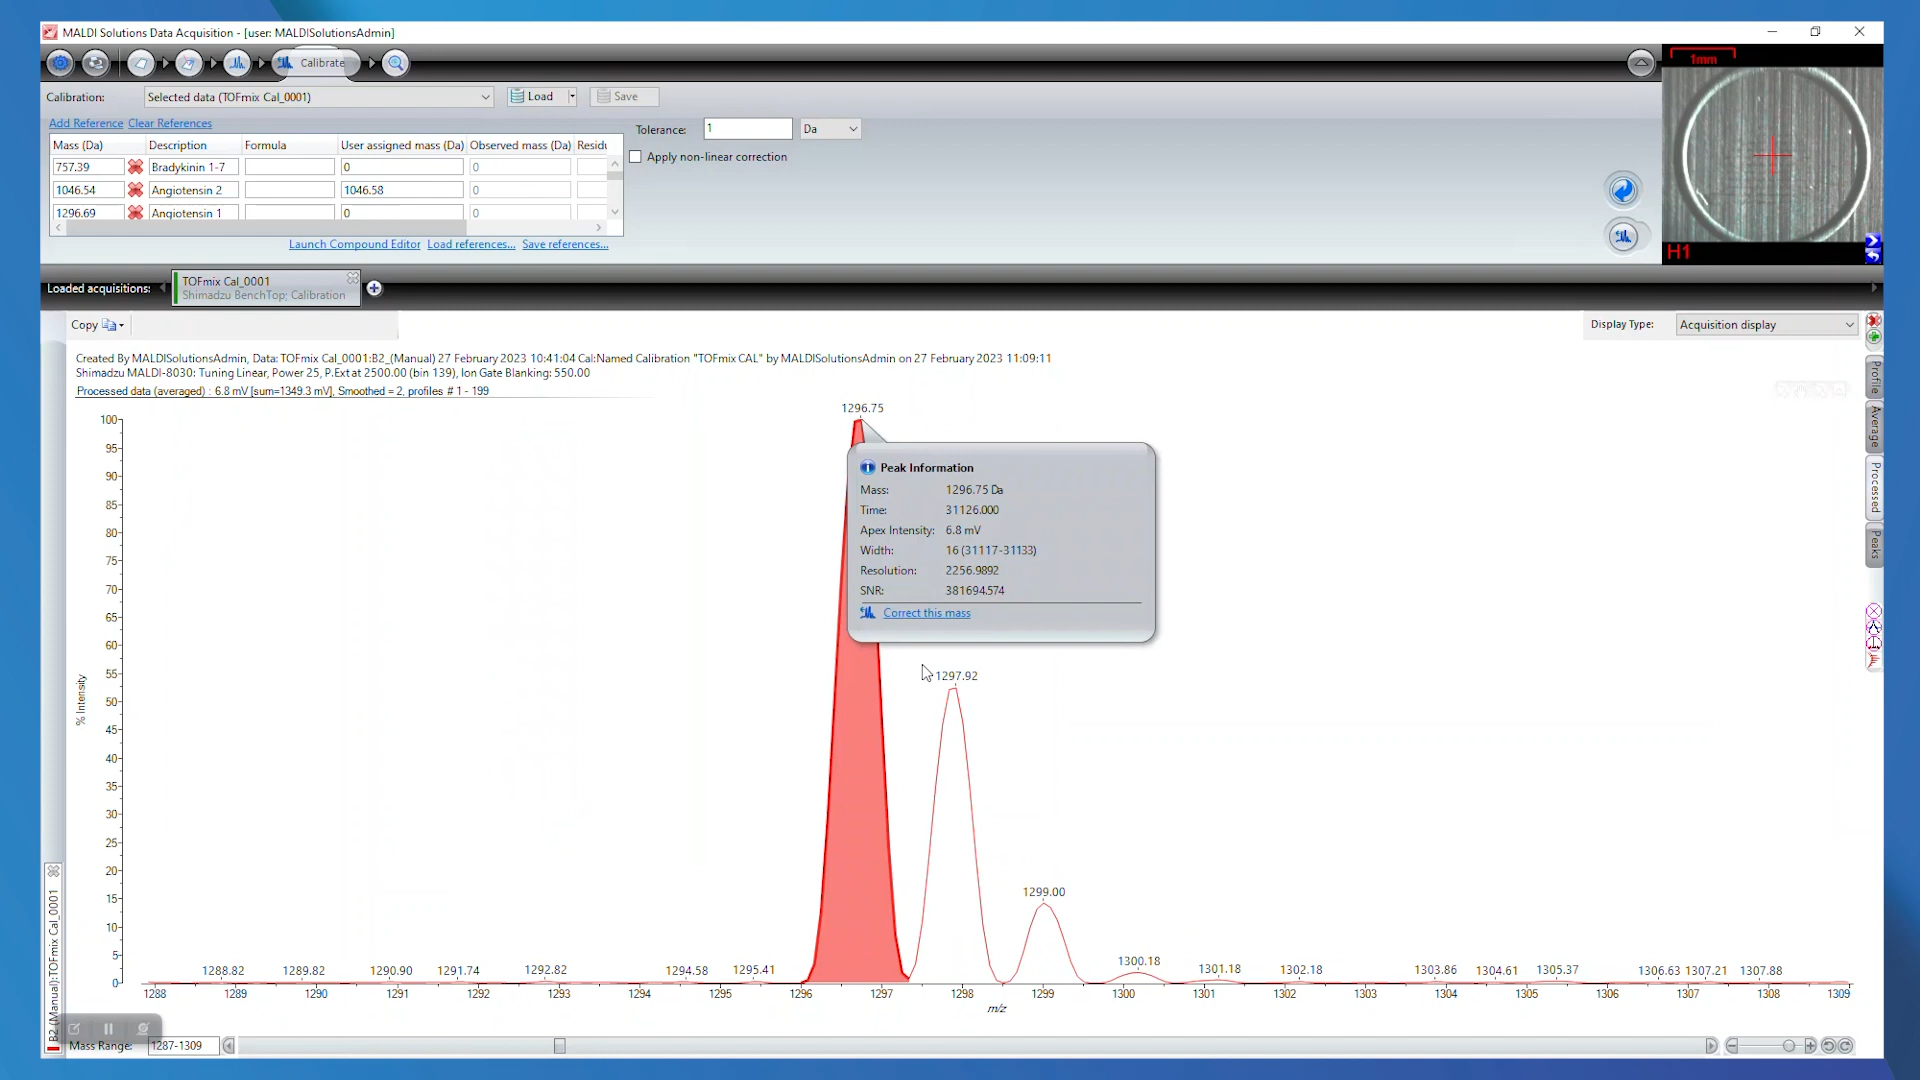 MALDI Solutions Data Acquisition - [user: MALDISolutionsAdmin]
Calibrate
1mm
Calibration: Selected data (TOFmix Cal_0001) Load Save
Add Reference Clear References
Tolerance: 1 Da
Mass (Da) Description Formula User assigned mass (Da) Observed mass (Da) Residu
Apply non-linear correction
757.39 Bradykinin 1-7 0 0
1046.54 Angiotensin 2 1046.58 0
1296.69 Angiotensin 1 0 0
Launch Compound Editor Load references... Save references...
H1
Loaded acquisitions: TOFmix Cal_0001
Shimadzu BenchTop; Calibration
Copy
Display Type: Acquisition display
Created By MALDISolutionsAdmin, Data: TOFmix Cal_0001:B2_(Manual) 27 February 2023 10:41:04 Cal:Named Calibration "TOFmix CAL" by MALDISolutionsAdmin on 27 February 2023 11:09:11
Shimadzu MALDI-8030: Tuning Linear, Power 25, P.Ext at 2500.00 (bin 139), Ion Gate Blanking: 550.00
Processed data (averaged) : 6.8 mV [sum=1349.3 mV], Smoothed = 2, profiles # 1 - 199
Profile
Average
Processed
Peaks
% Intensity
100
95
90
85
80
75
70
65
60
55
50
45
40
35
30
25
20
15
10
5
0
1296.75
Peak Information
Mass: 1296.75 Da
Time: 31126.000
Apex Intensity: 6.8 mV
Width: 16 (31117-31133)
Resolution: 2256.9892
SNR: 381694.574
Correct this mass
1297.92
1299.00
1288.82 1289.82 1290.90 1291.74 1292.82 1294.58 1295.41 1300.18 1301.18 1302.18 1303.86 1304.61 1305.37 1306.63 1307.21 1307.88
1288 1289 1290 1291 1292 1293 1294 1295 1296 1297 1298 1299 1300 1301 1302 1303 1304 1305 1306 1307 1308 1309
m/z
B2 (Manual):TOFmix Cal_0001
Mass Range: 1287-1309